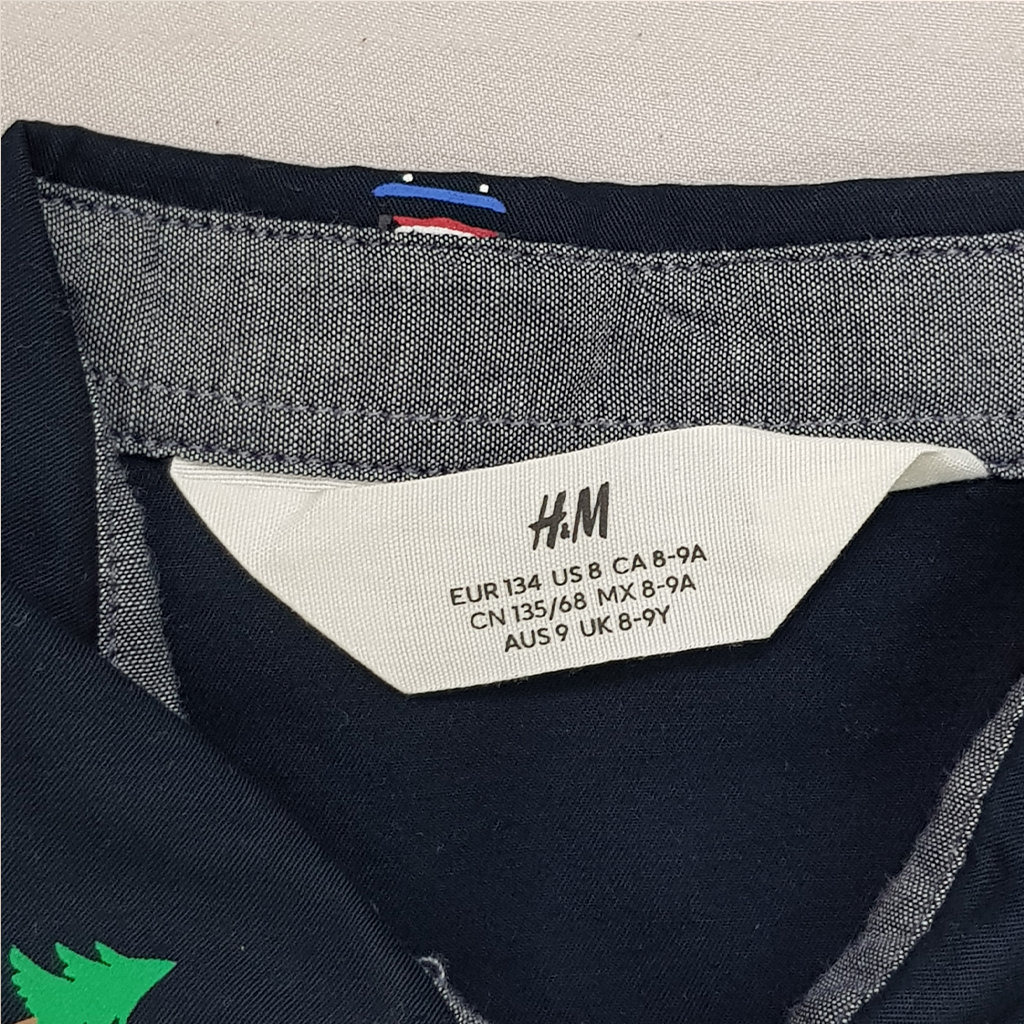 H&M
EUR 134 US 8 CA 8-9A
CN 135/68 MX 8-9A
AUS 9 UK 8-9Y